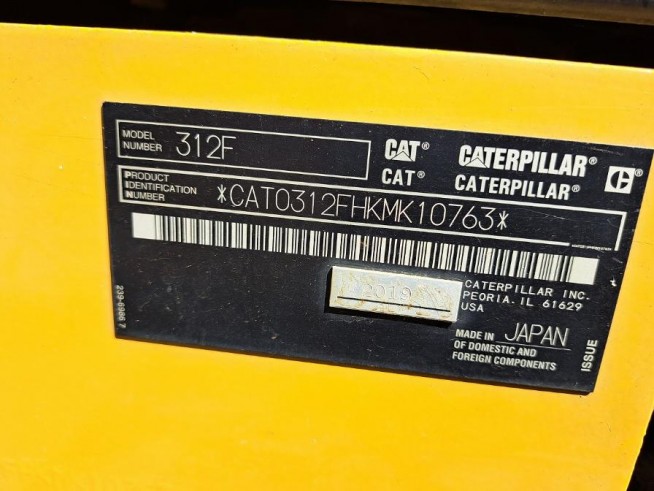 MODEL NUMBER 312F
CAT® CATERPILLAR®
CAT® CATERPILLAR®
PRODUCT IDENTIFICATION NUMBER *CAT0312FHKMK10763*
2019
CATERPILLAR INC.
PEORIA. IL 61629
USA
MADE IN JAPAN
OF DOMESTIC AND
FOREIGN COMPONENTS
ISSUE
239-6986 7